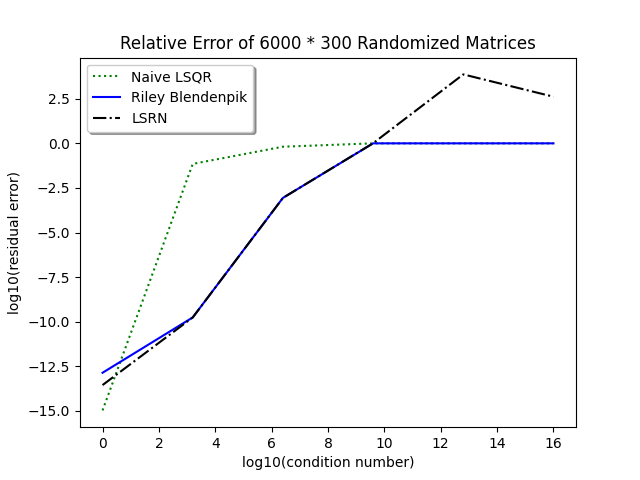 Relative Error of 6000 * 300 Randomized Matrices
Naive LSQR
Riley Blendenpik
LSRN
2.5
0.0
−2.5
−5.0
−7.5
−10.0
−12.5
−15.0
log10(residual error)
0 2 4 6 8 10 12 14 16
log10(condition number)